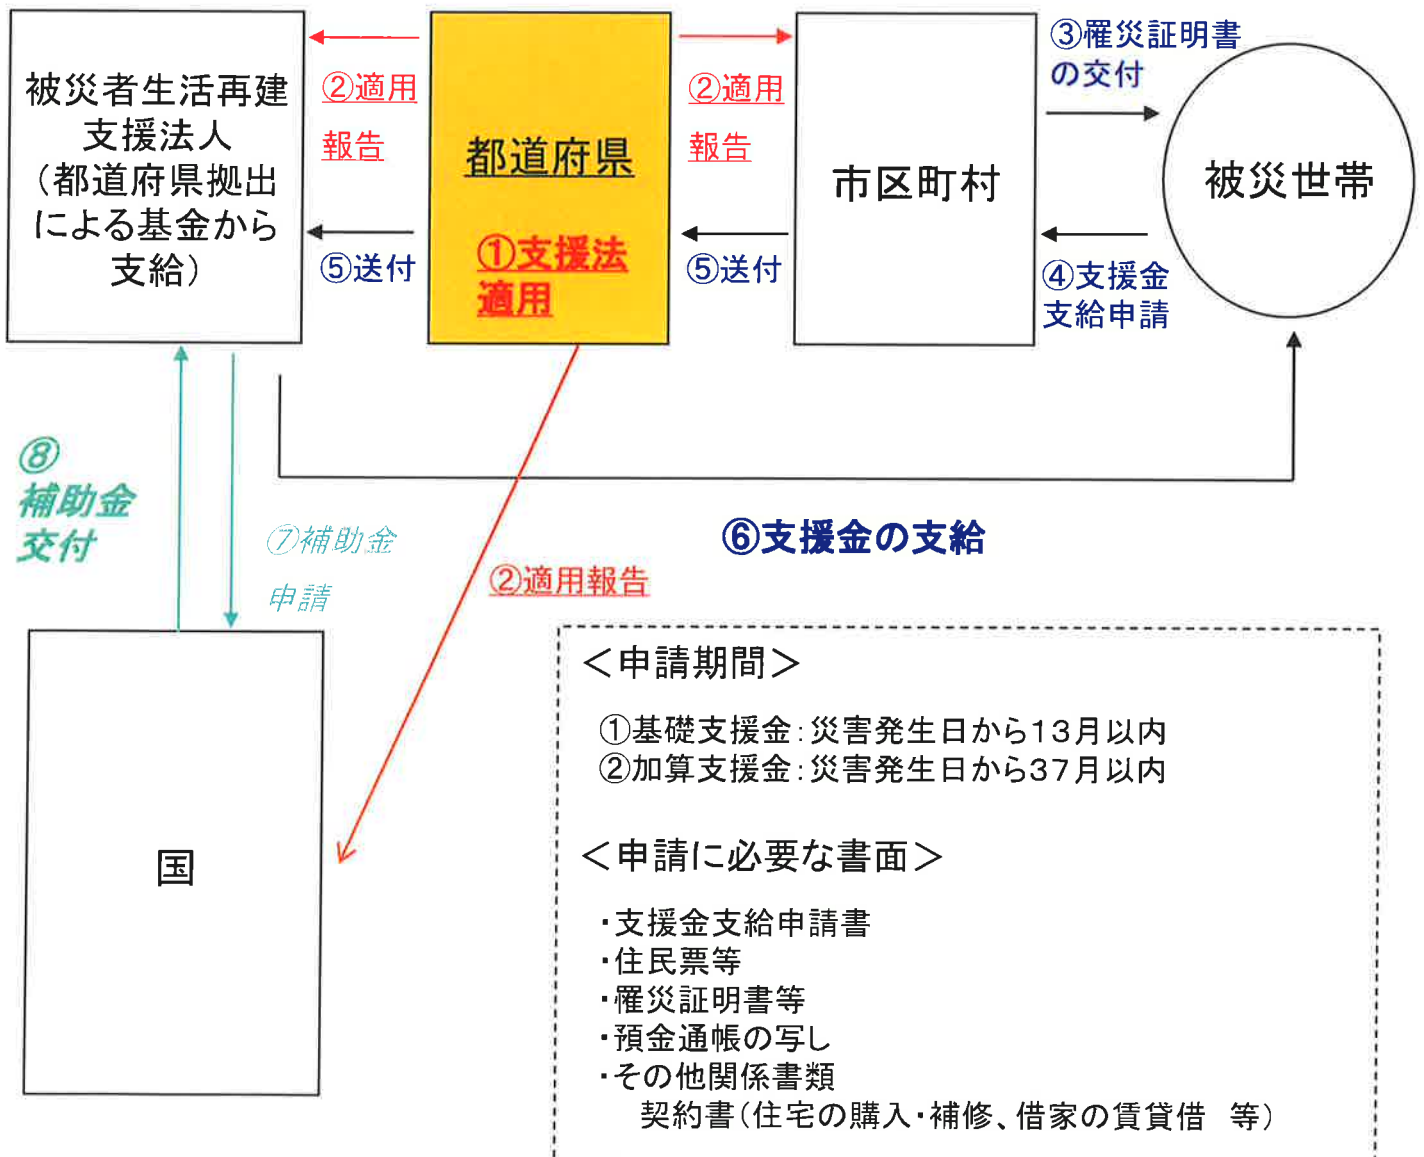 被災者生活再建
支援法人
（都道府県拠出
による基金から
支給）
②適用
報告
⑤送付
都道府県
①支援法
適用
②適用
報告
⑤送付
市区町村
③罹災証明書
の交付
④支援金
支給申請
被災世帯
⑧
補助金
交付
⑦補助金
申請
②適用報告
⑥支援金の支給
国
＜申請期間＞
①基礎支援金：災害発生日から13月以内
②加算支援金：災害発生日から37月以内
＜申請に必要な書面＞
・支援金支給申請書
・住民票等
・罹災証明書等
・預金通帳の写し
・その他関係書類
契約書（住宅の購入・補修、借家の賃貸借　等）